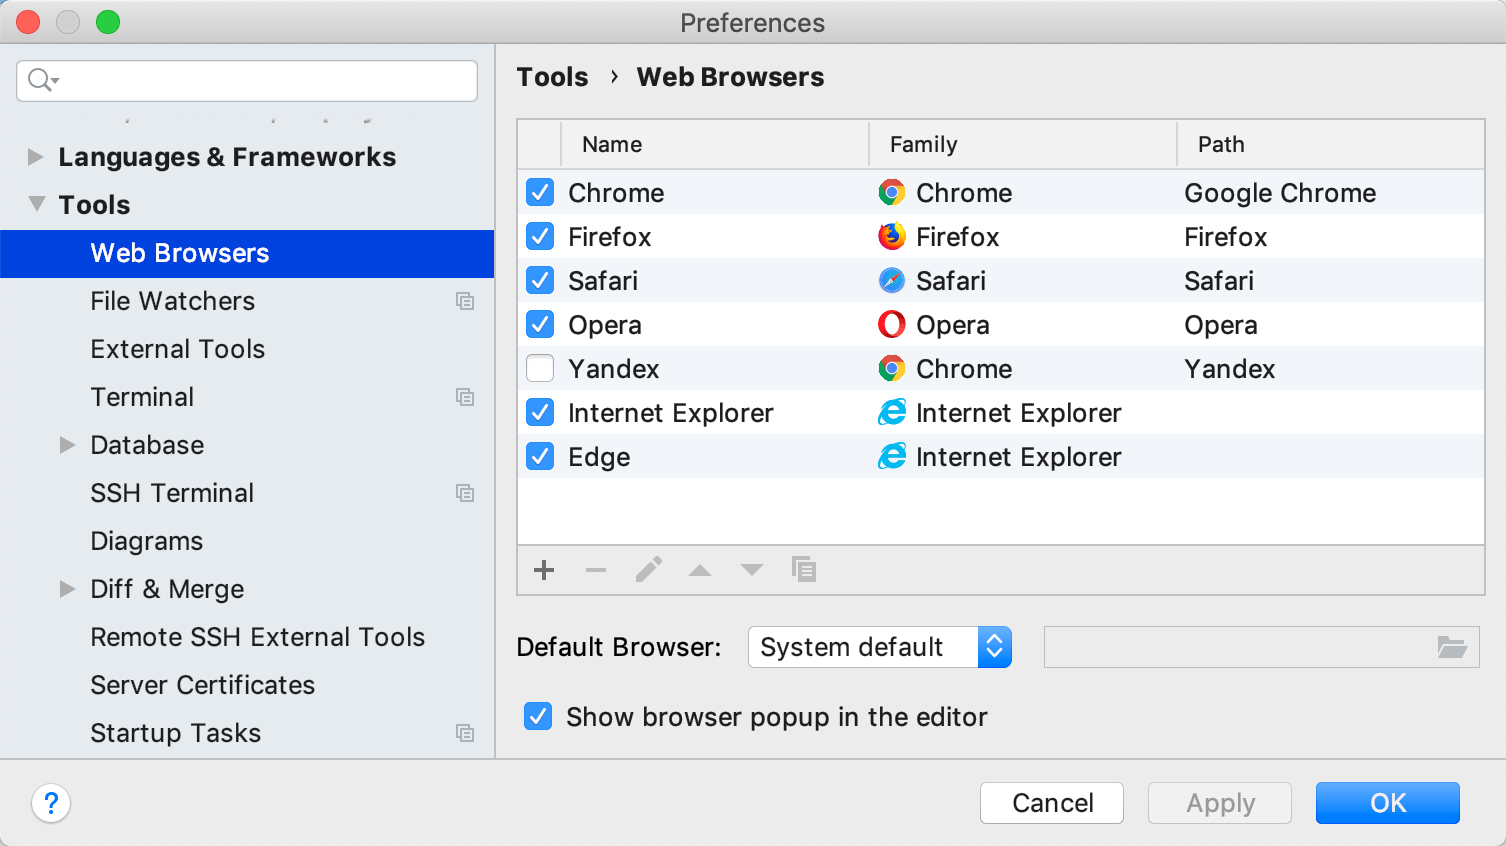 Preferences
Tools › Web Browsers
Languages & Frameworks
Tools
Web Browsers
File Watchers
External Tools
Terminal
Database
SSH Terminal
Diagrams
Diff & Merge
Remote SSH External Tools
Server Certificates
Startup Tasks
Name Family Path
Chrome Chrome Google Chrome
Firefox Firefox Firefox
Safari Safari Safari
Opera Opera Opera
Yandex Chrome Yandex
Internet Explorer Internet Explorer
Edge Internet Explorer
Default Browser: System default
Show browser popup in the editor
? Cancel Apply OK